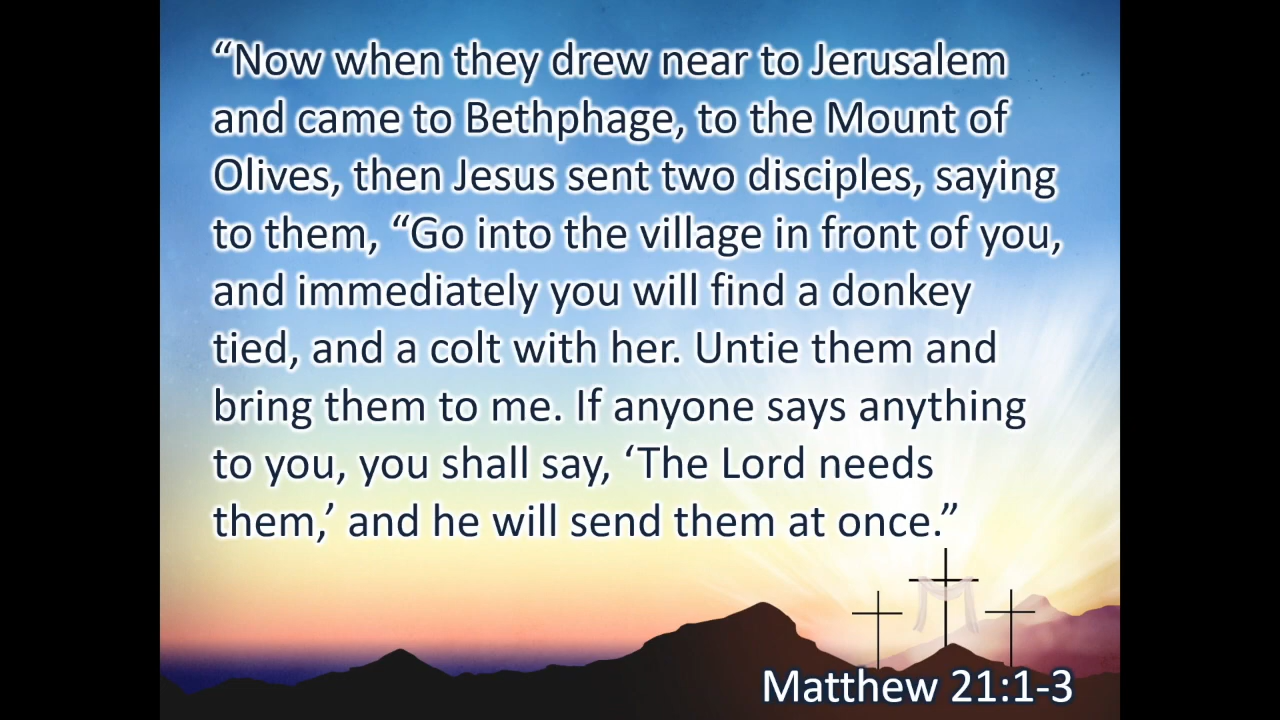 “Now when they drew near to Jerusalem
and came to Bethphage, to the Mount of
Olives, then Jesus sent two disciples, saying
to them, “Go into the village in front of you,
and immediately you will find a donkey
tied, and a colt with her. Untie them and
bring them to me. If anyone says anything
to you, you shall say, ‘The Lord needs
them,’ and he will send them at once.”
Matthew 21:1-3